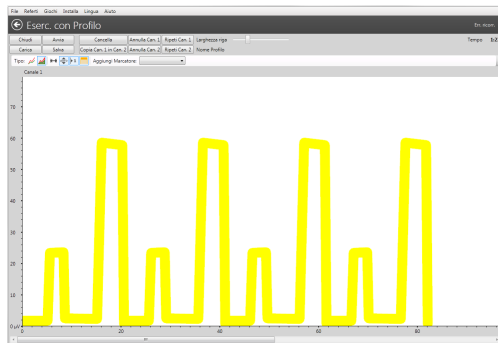 File Referti Giochi Installa Lingua Aiuto
Eserc. con Profilo
Chiudi Avvia Cancella Annulla Can. 1 Ripeti Can. 1 Larghezza riga Tempo
Carica Salva Copia Can. 1 in Can. 2 Annulla Can. 2 Ripeti Can. 2 Nome Profilo
Tipo: Aggiungi Marcatore:
Canale 1
70
60
50
40
30
20
10
0 µV
0 20 40 60 80